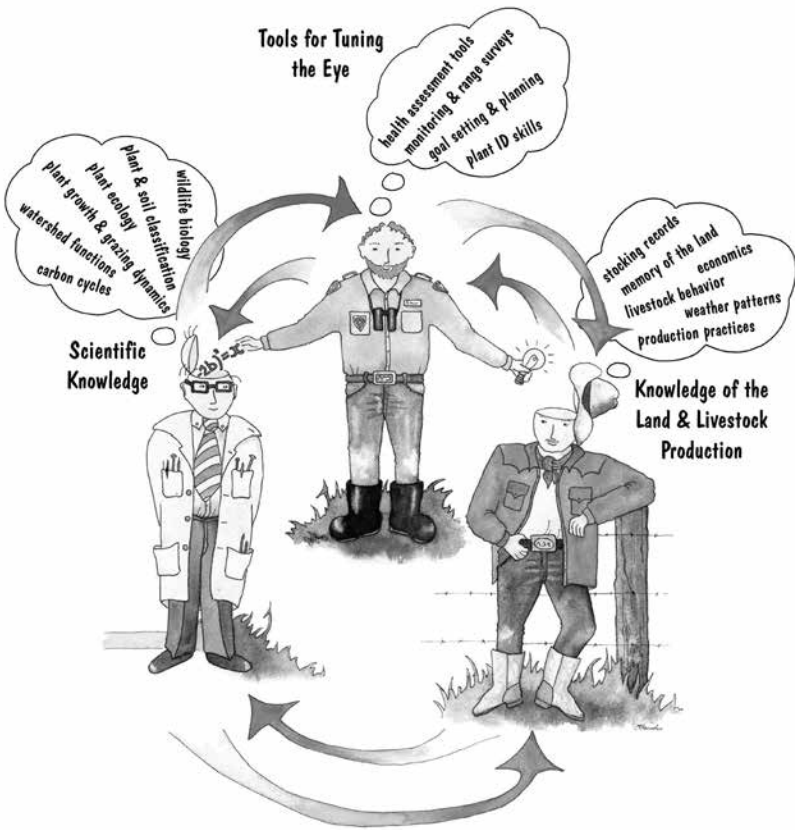 Tools for Tuning
the Eye
health assessment tools
monitoring & range surveys
goal setting & planning
plant ID skills
wildlife biology
plant & soil classification
plant ecology
plant growth & grazing dynamics
watershed functions
carbon cycles
Scientific
Knowledge
stocking records
memory of the land
economics
livestock behavior
weather patterns
production practices
Knowledge of the
Land & Livestock
Production